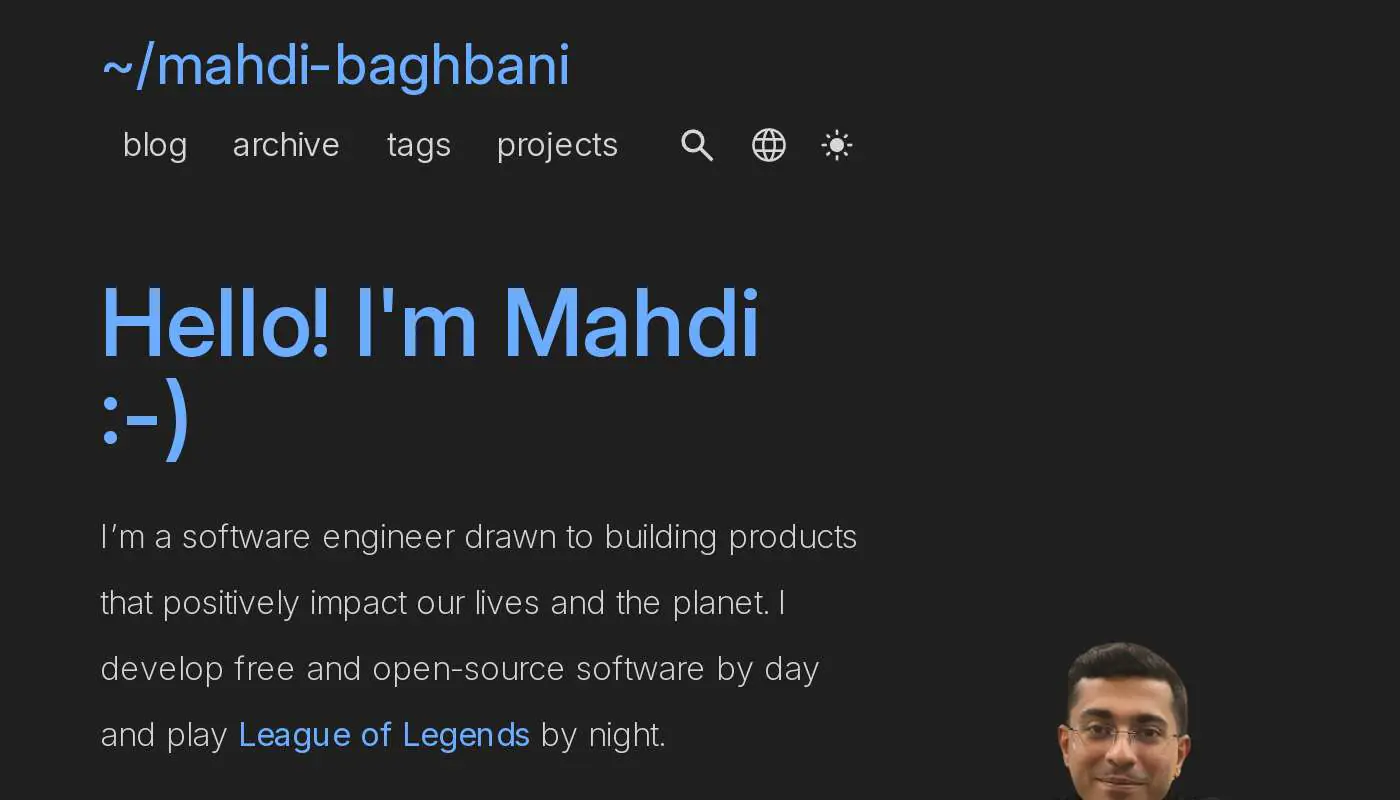 ~/mahdi-baghbani
blog archive tags projects
Hello! I'm Mahdi
:-)
I’m a software engineer drawn to building products
that positively impact our lives and the planet. I
develop free and open-source software by day
and play League of Legends by night.